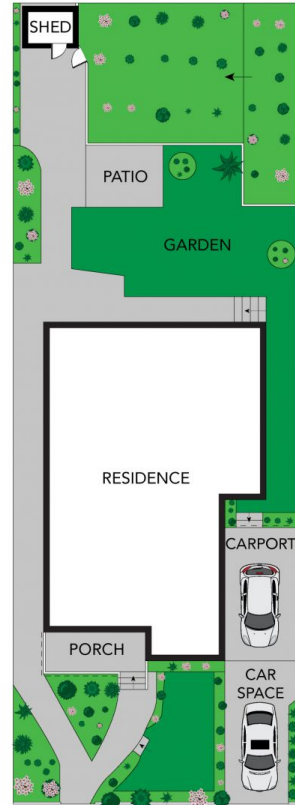 SHED
PATIO
GARDEN
RESIDENCE
CARPORT
PORCH
CAR
SPACE